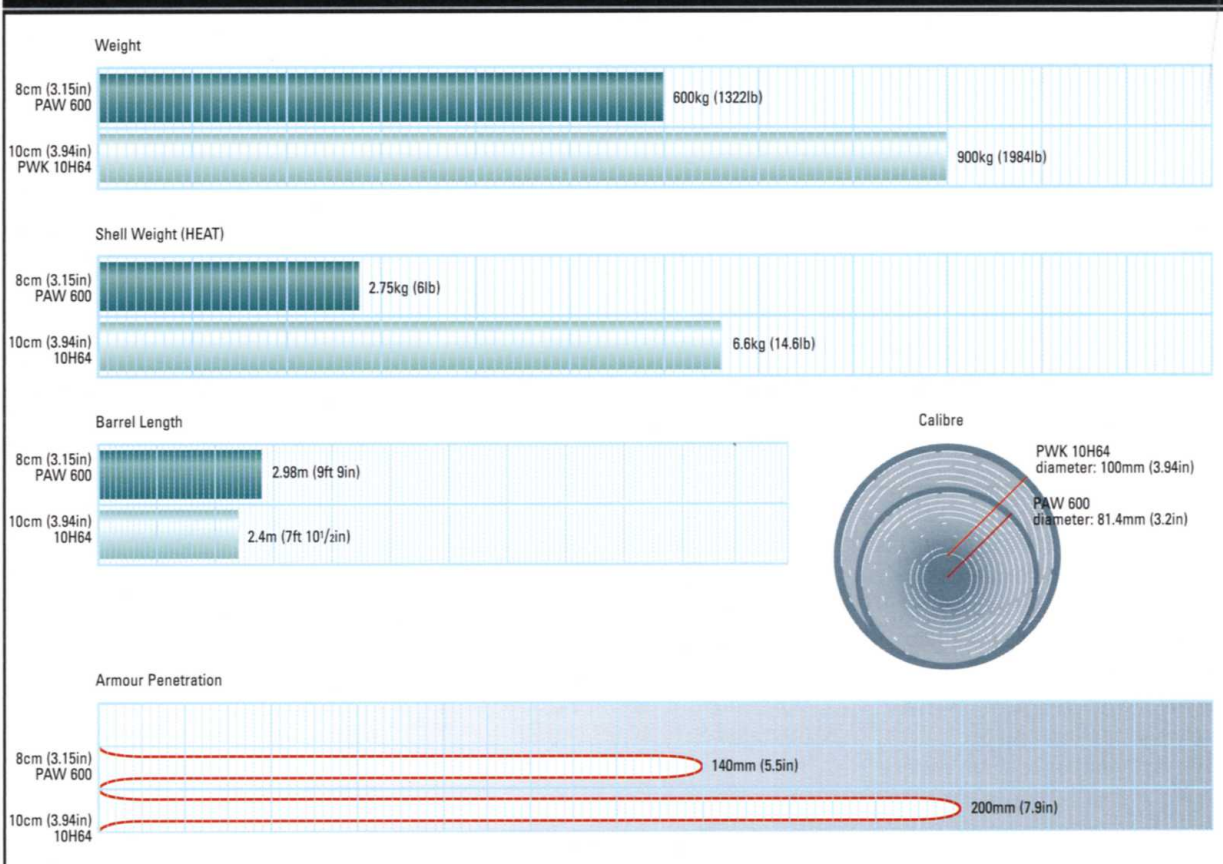 Weight
8cm (3.15in)
PAW 600
600kg (1322lb)
10cm (3.94in)
PWK 10H64
900kg (1984lb)
Shell Weight (HEAT)
8cm (3.15in)
PAW 600
2.75kg (6lb)
10cm (3.94in)
10H64
6.6kg (14.6lb)
Barrel Length
8cm (3.15in)
PAW 600
2.98m (9ft 9in)
10cm (3.94in)
10H64
2.4m (7ft 10¹/₂in)
Calibre
PWK 10H64
diameter: 100mm (3.94in)
PAW 600
diameter: 81.4mm (3.2in)
Armour Penetration
8cm (3.15in)
PAW 600
140mm (5.5in)
10cm (3.94in)
10H64
200mm (7.9in)